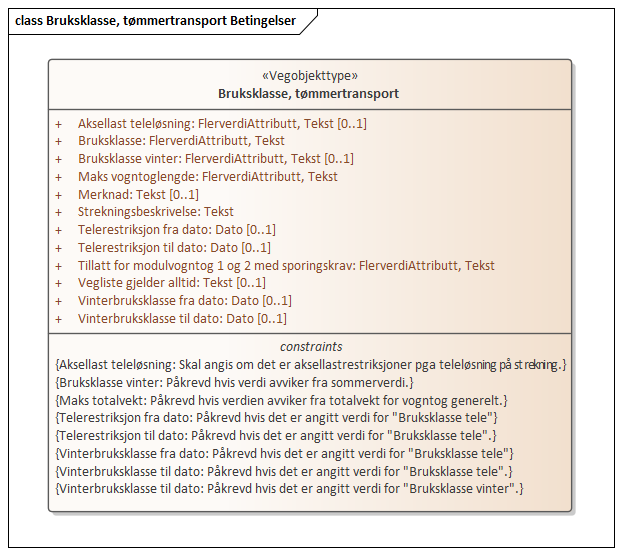 class Bruksklasse, tømmertransport Betingelser
«Vegobjekttype»
Bruksklasse, tømmertransport
+ Aksellast teleløsning: FlerverdiAttributt, Tekst [0..1]
+ Bruksklasse: FlerverdiAttributt, Tekst
+ Bruksklasse vinter: FlerverdiAttributt, Tekst [0..1]
+ Maks vogntoglengde: FlerverdiAttributt, Tekst
+ Merknad: Tekst [0..1]
+ Strekningsbeskrivelse: Tekst
+ Telerestriksjon fra dato: Dato [0..1]
+ Telerestriksjon til dato: Dato [0..1]
+ Tillatt for modulvogntog 1 og 2 med sporingskrav: FlerverdiAttributt, Tekst
+ Vegliste gjelder alltid: Tekst [0..1]
+ Vinterbruksklasse fra dato: Dato [0..1]
+ Vinterbruksklasse til dato: Dato [0..1]
constraints
{Aksellast teleløsning: Skal angis om det er aksellastrestriksjoner pga teleløsning på strekning.}
{Bruksklasse vinter: Påkrevd hvis verdi avviker fra sommerverdi.}
{Maks totalvekt: Påkrevd hvis verdien avviker fra totalvekt for vogntog generelt.}
{Telerestriksjon fra dato: Påkrevd hvis det er angitt verdi for "Bruksklasse tele"}
{Telerestriksjon til dato: Påkrevd hvis det er angitt verdi for "Bruksklasse tele".}
{Vinterbruksklasse fra dato: Påkrevd hvis det er angitt verdi for "Bruksklasse tele"}
{Vinterbruksklasse til dato: Påkrevd hvis det er angitt verdi for "Bruksklasse tele".}
{Vinterbruksklasse til dato: Påkrevd hvis det er angitt verdi for "Bruksklasse vinter".}